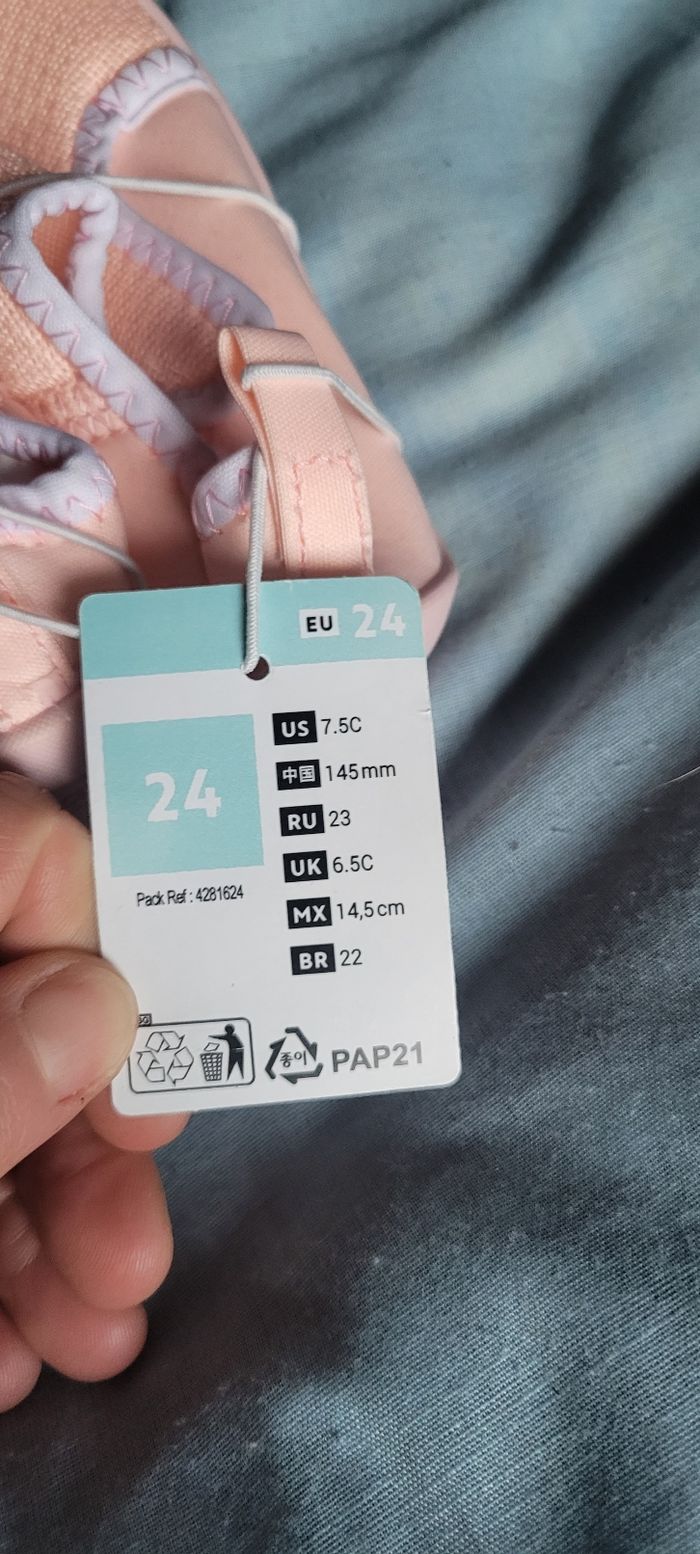 EU 24
24
Pack Ref : 4281624
US 7.5C
中国 145mm
RU 23
UK 6.5C
MX 14,5cm
BR 22
종이 PAP21